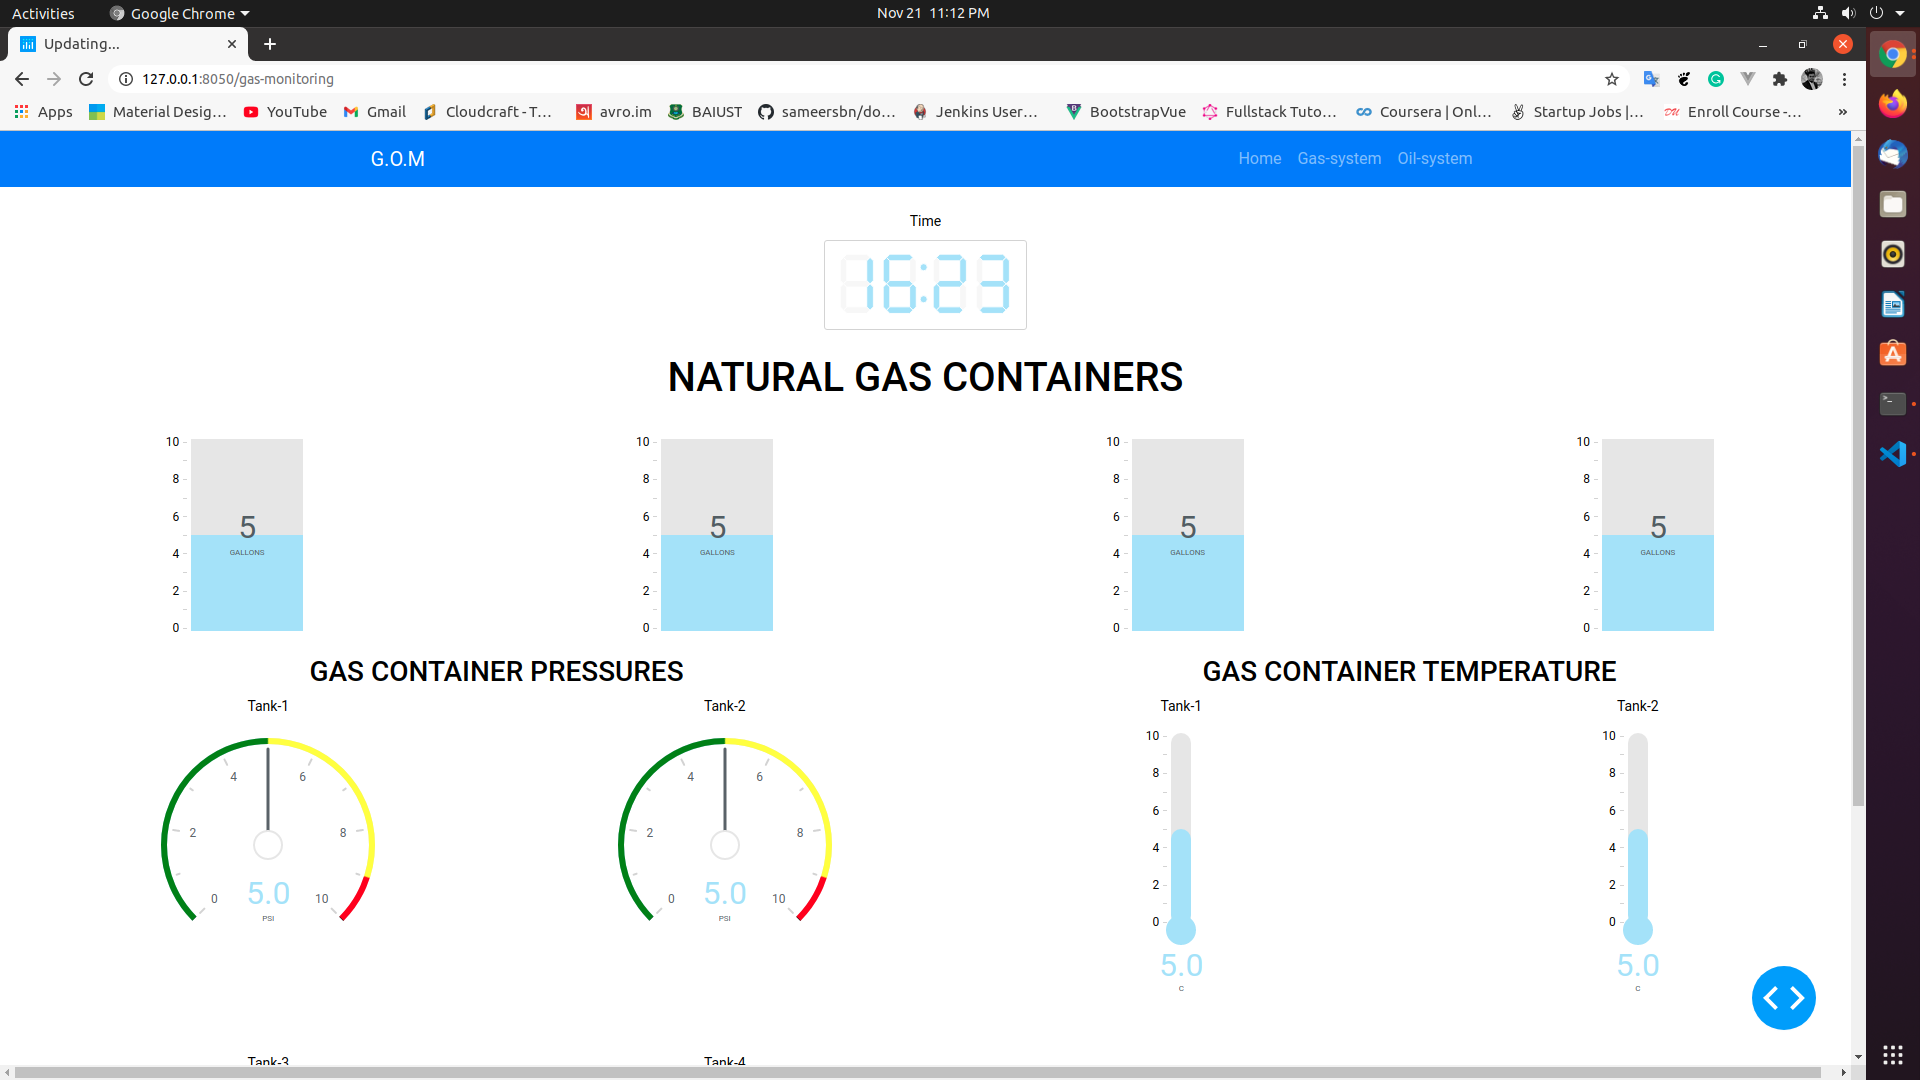 Activities Google Chrome Nov 21 11:12 PM
Updating...
127.0.0.1:8050/gas-monitoring
Apps Material Desig... YouTube Gmail Cloudcraft - T... avro.im BAIUST sameersbn/do... Jenkins User... BootstrapVue Fullstack Tuto... Coursera | Onl... Startup Jobs |... Enroll Course -... »
G.O.M Home Gas-system Oil-system
Time
16:23
NATURAL GAS CONTAINERS
10 10 10 10
8 8 8 8
6 5 6 5 6 5 6 5
4 GALLONS 4 GALLONS 4 GALLONS 4 GALLONS
2 2 2 2
0 0 0 0
GAS CONTAINER PRESSURES GAS CONTAINER TEMPERATURE
Tank-1 Tank-2 Tank-1 Tank-2
10 10
4 6 4 6 8 8
6 6
2 8 2 8
4 4
0 5.0 10 0 5.0 10 2 2
PSI PSI 0 0
5.0 5.0
C C
Tank-3 Tank-4